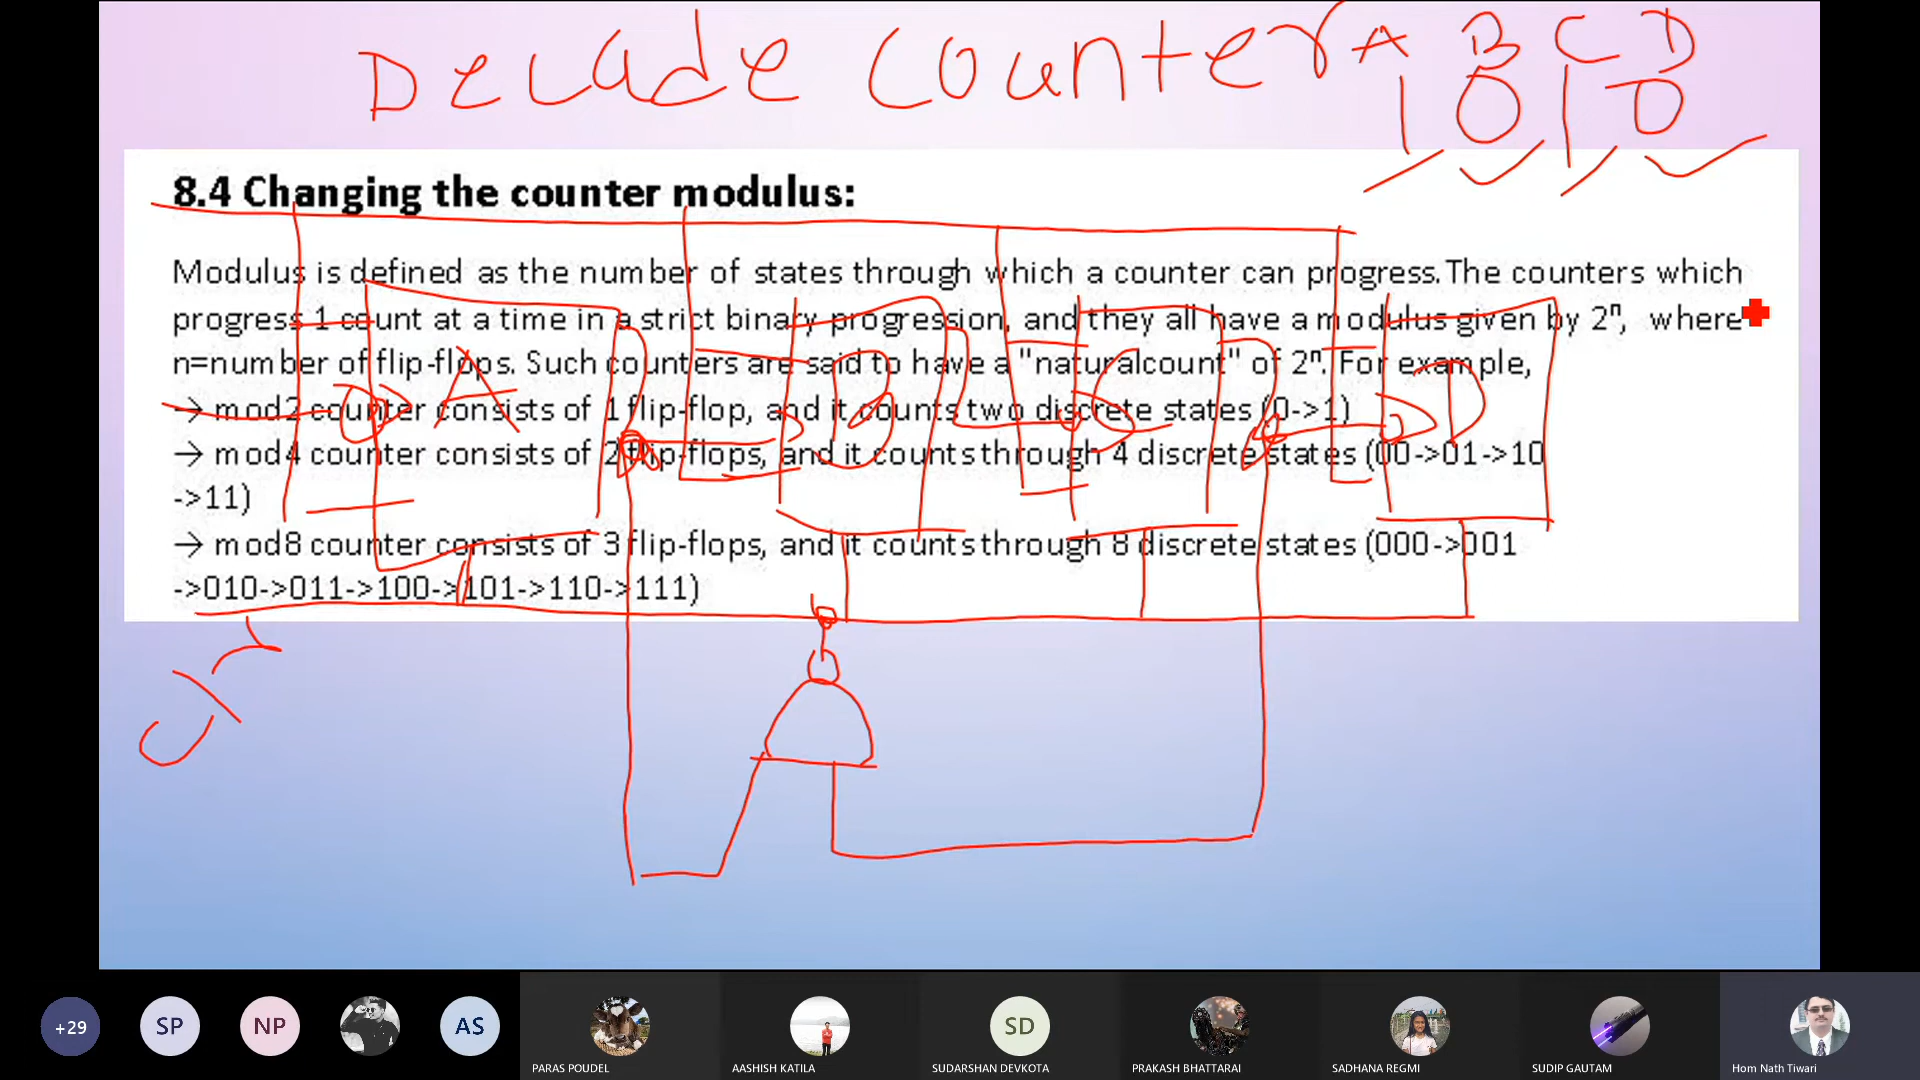 Decade Counter A B C D
1 0 1 0
8.4 Changing the counter modulus:
Modulus is defined as the number of states through which a counter can progress.The counters which
progress 1 count at a time in a strict binary progression, and they all have a modulus given by 2ⁿ, where
n=number of flip-flops. Such counters are said to have a "naturalcount" of 2ⁿ. For example,
→ mod2 counter consists of 1 flip-flop, and it counts two discrete states (0->1)
→ mod4 counter consists of 2 flip-flops, and it counts through 4 discrete states (00->01->10
->11)
→ mod8 counter consists of 3 flip-flops, and it counts through 8 discrete states (000->001
->010->011->100->101->110->111)
A B C D
Clr
+29 SP NP AS SD
PARAS POUDEL AASHISH KATILA SUDARSHAN DEVKOTA PRAKASH BHATTARAI SADHANA REGMI SUDIP GAUTAM Hom Nath Tiwari